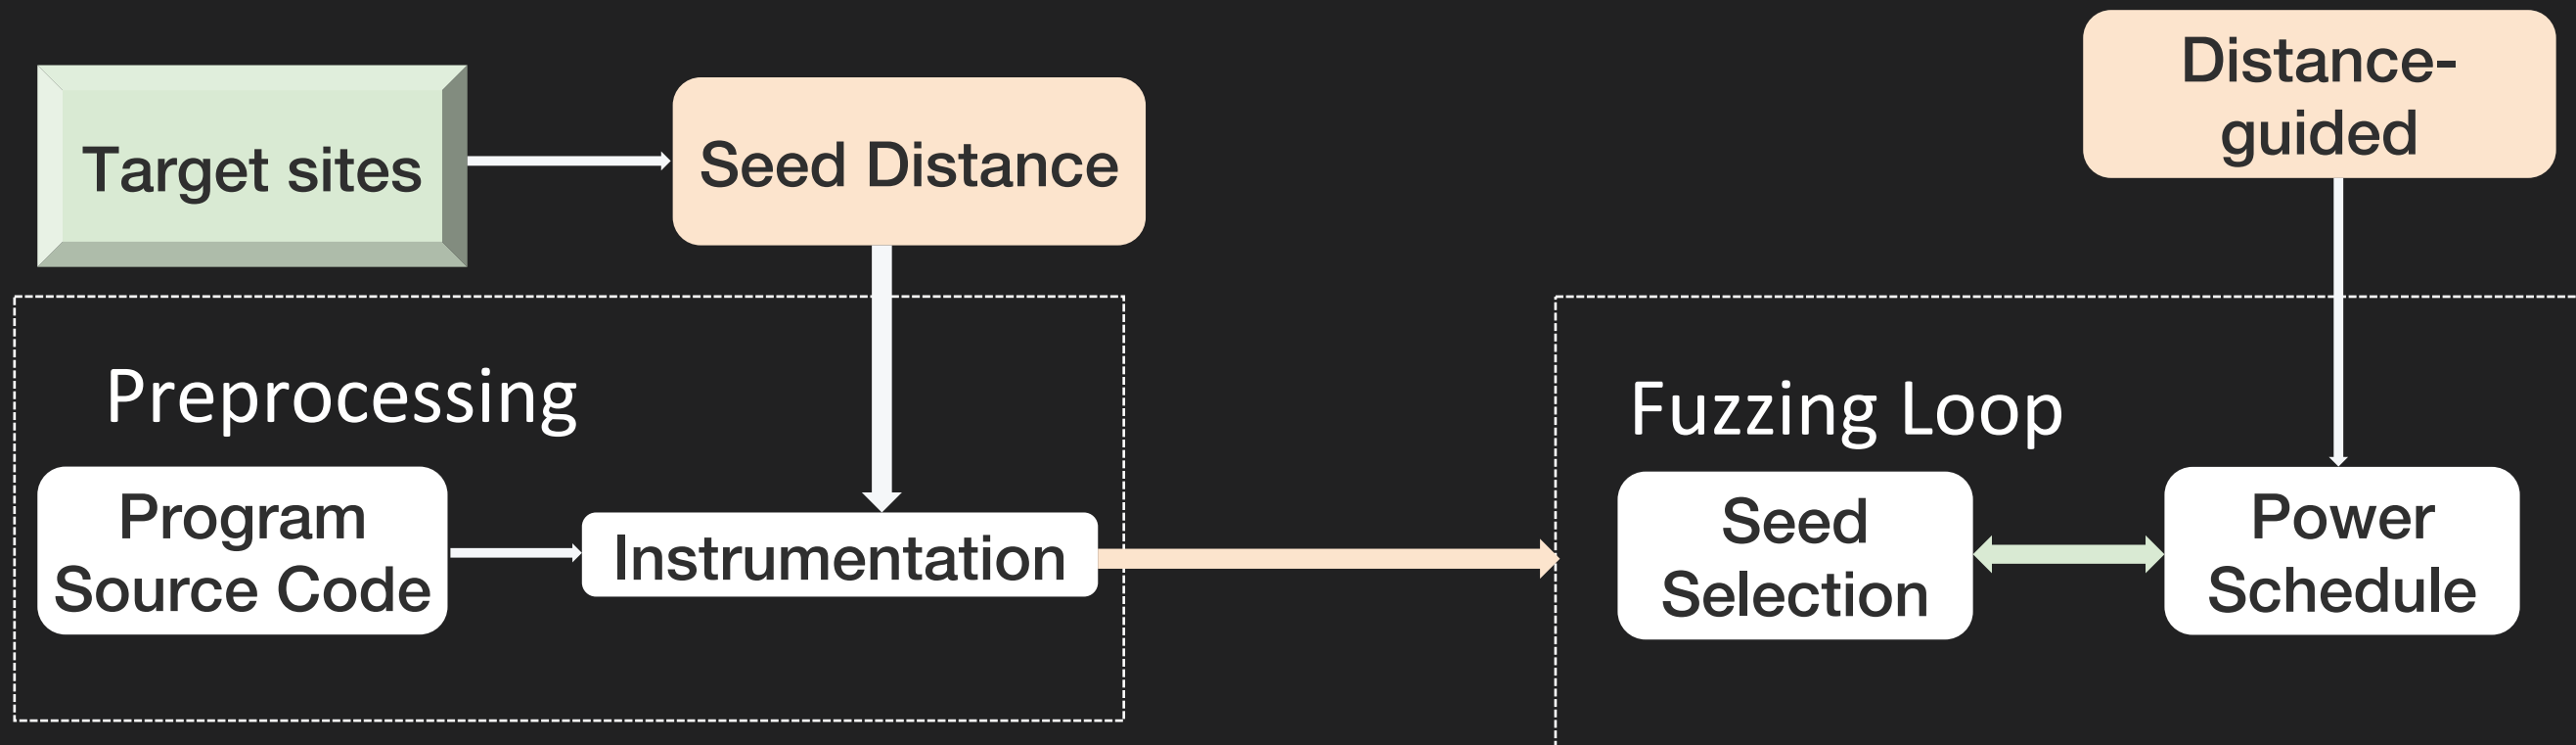 Target sites
Seed Distance
Distance-
guided
Preprocessing
Program
Source Code
Instrumentation
Fuzzing Loop
Seed
Selection
Power
Schedule